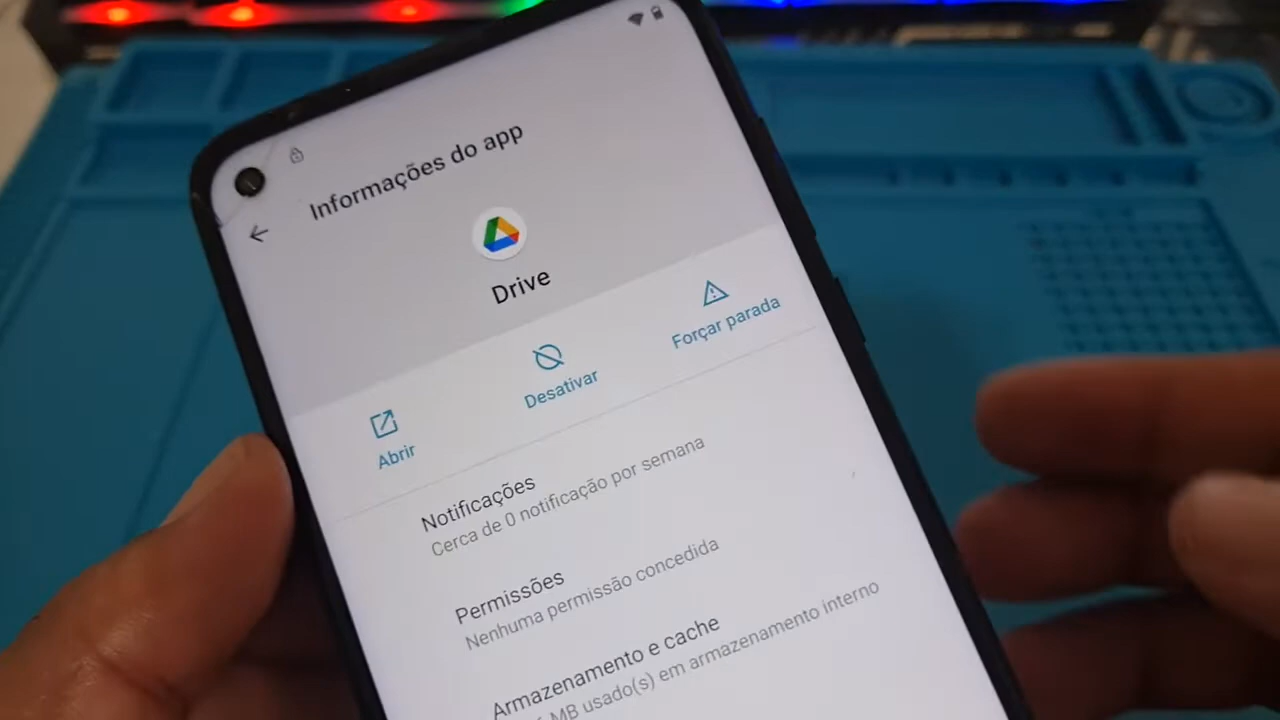 Informações do app
Drive
Abrir
Desativar
Forçar parada
Notificações
Cerca de 0 notificação por semana
Permissões
Nenhuma permissão concedida
Armazenamento e cache
MB usado(s) em armazenamento interno